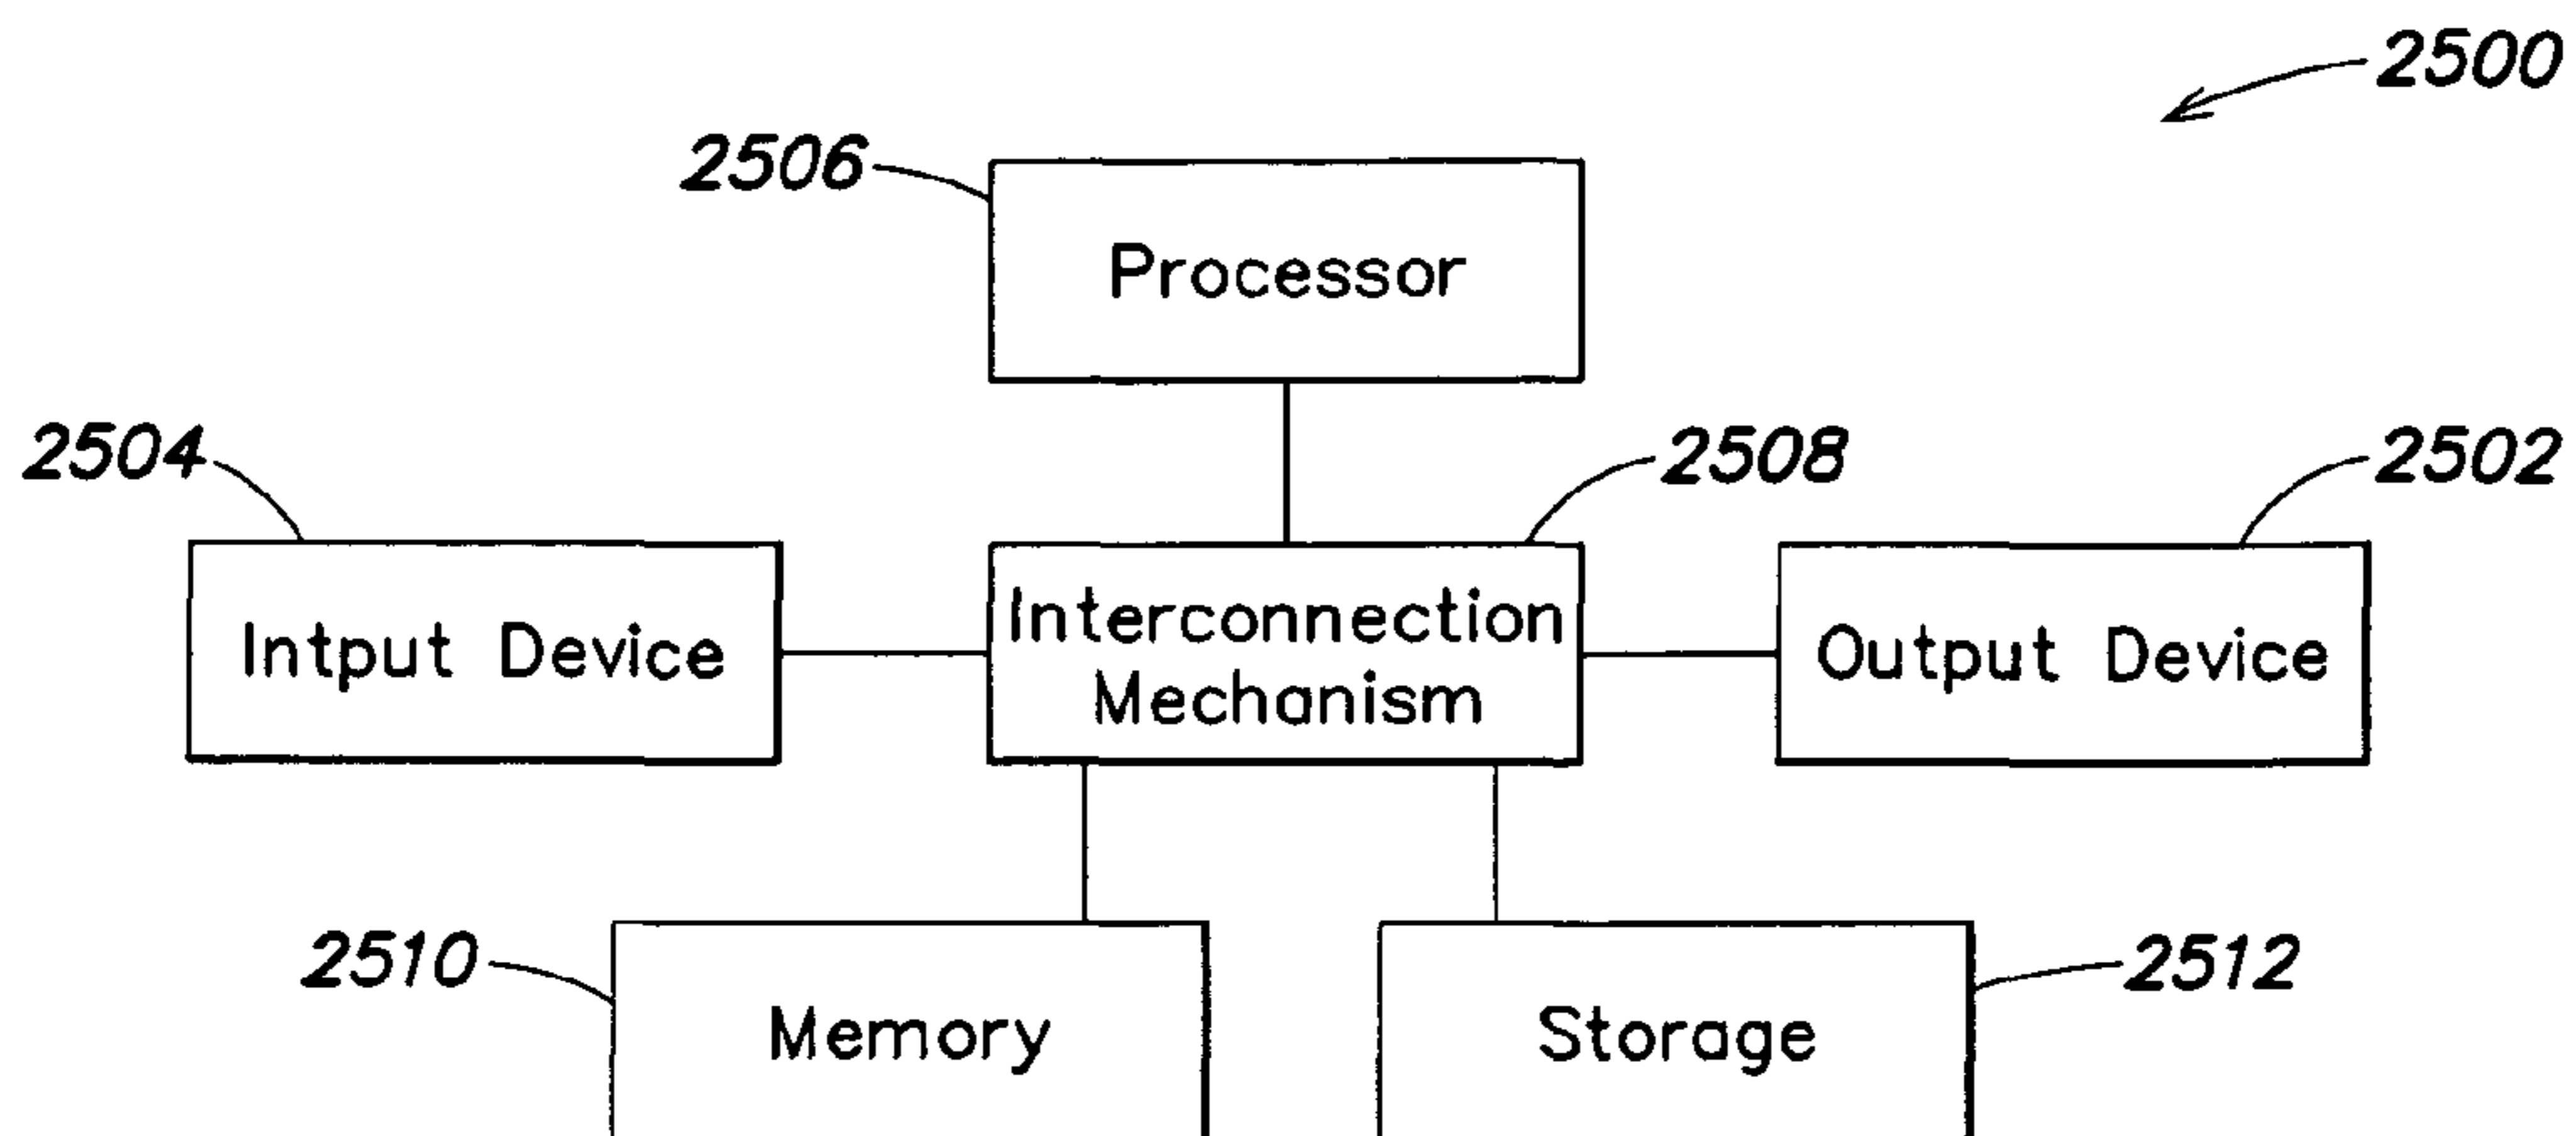 2500
2506
Processor
2504
2508
2502
Intput Device
Interconnection
Mechanism
Output Device
2510
2512
Memory
Storage